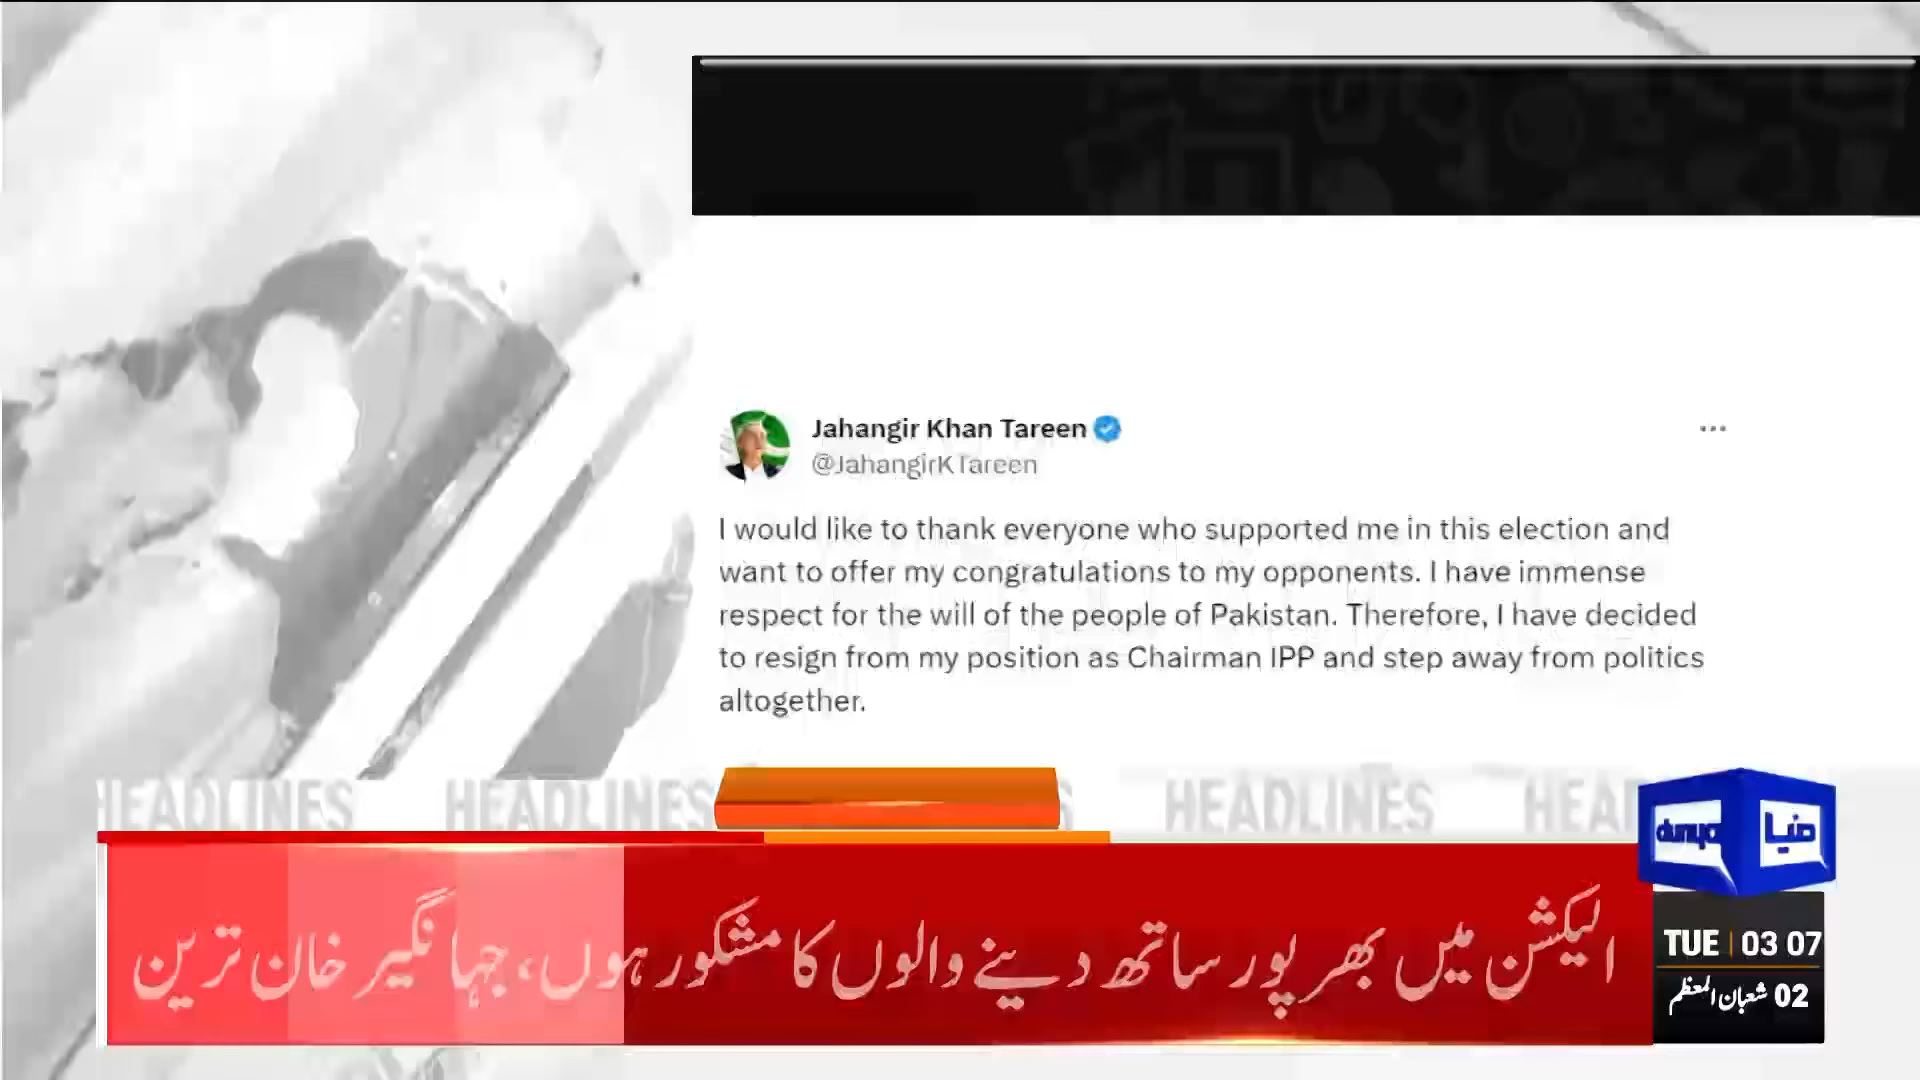 Jahangir Khan Tareen
@JahangirKTareen
I would like to thank everyone who supported me in this election and
want to offer my congratulations to my opponents. I have immense
respect for the will of the people of Pakistan. Therefore, I have decided
to resign from my position as Chairman IPP and step away from politics
altogether.
HEADLINES HEADLINES HEADLINES
dunya دنیا
الیکشن میں بھرپور ساتھ دینے والوں کا مشکور ہوں، جہانگیر خان ترین
TUE 03 07
02 شعبان المعظم